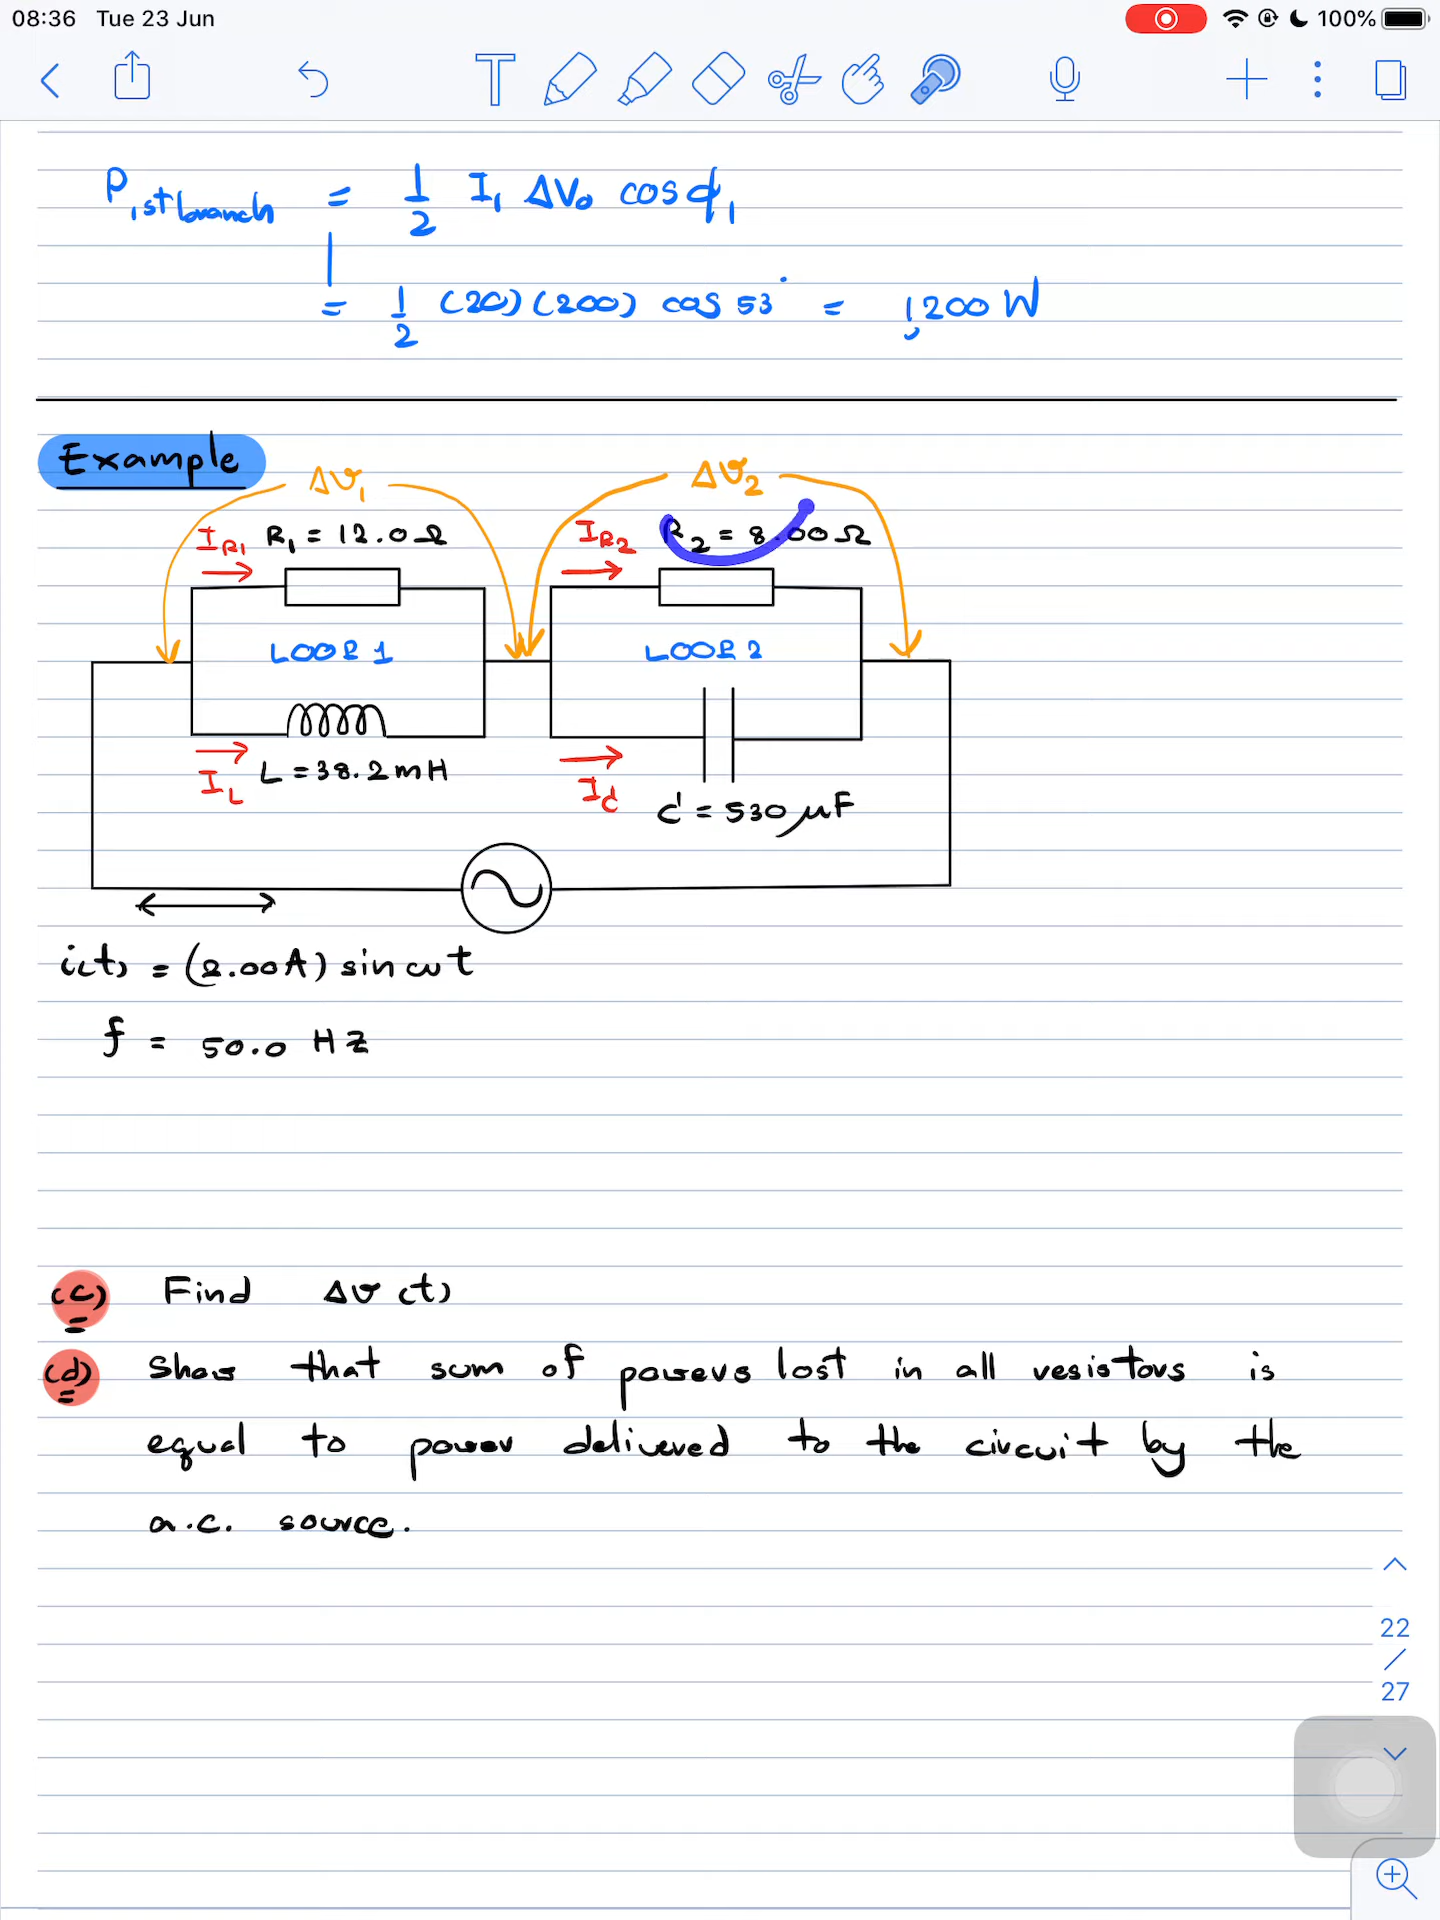 08:36 Tue 23 Jun 100%
T
P1st branch = 1/2 I1 ΔV0 cos φ1
= 1/2 (20)(200) cos 53° = 1,200 W
Example
ΔV1 ΔV2
IR1 R1 = 12.0 Ω IR2 R2 = 8.00 Ω
LOOP 1 LOOP 2
IL L = 38.2 mH IC C = 530 μF
i(t) = (2.00 A) sin ωt
f = 50.0 Hz
(c) Find Δv(t)
(d) Show that sum of powers lost in all resistors is
equal to power delivered to the circuit by the
a.c. source.
22
/
27